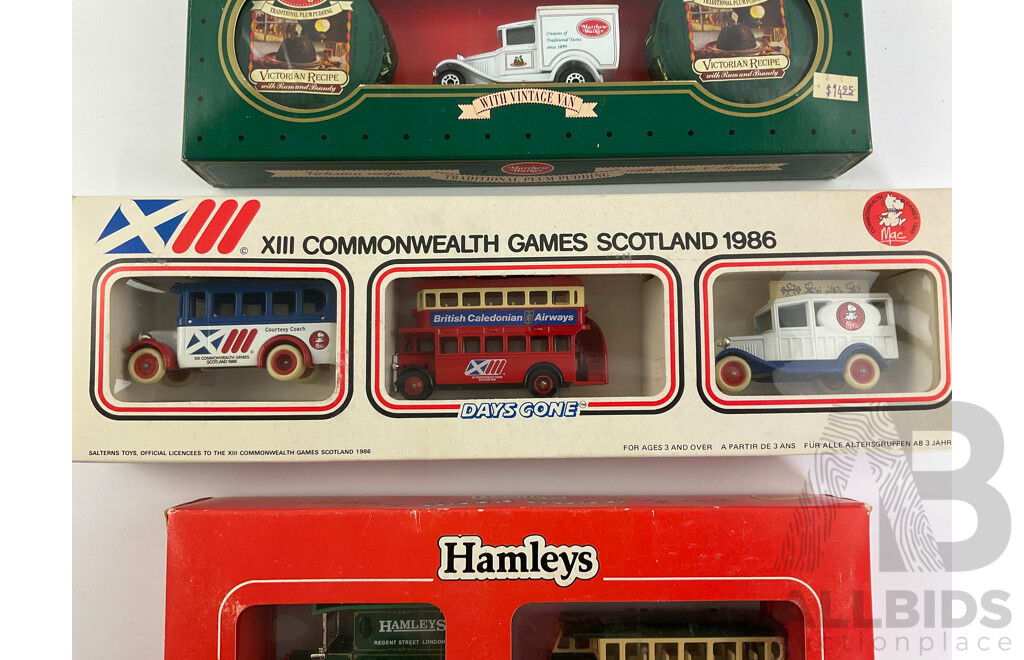 TRADITIONAL PLUM PUDDING
VICTORIAN RECIPE
with Rum and Brandy
Creators of
Traditional Tastes
since 1899
Matthew
Walker
VICTORIAN RECIPE
with Rum and Brandy
$14.95
WITH VINTAGE VAN
Matthew
Walker
TRADITIONAL PLUM PUDDING
XIII COMMONWEALTH GAMES SCOTLAND 1986
Mac
Courtesy Coach
XIII COMMONWEALTH GAMES
SCOTLAND 1986
British Caledonian Airways
DAYS GONE
SALTERNS TOYS, OFFICIAL LICENCEES TO THE XIII COMMONWEALTH GAMES SCOTLAND 1986
FOR AGES 3 AND OVER A PARTIR DE 3 ANS FÜR ALLE ALTERSGRUPPEN AB 3 JAHR
Hamleys
HAMLEYS
REGENT STREET LONDON
AB
ALLBIDS
auctionplace